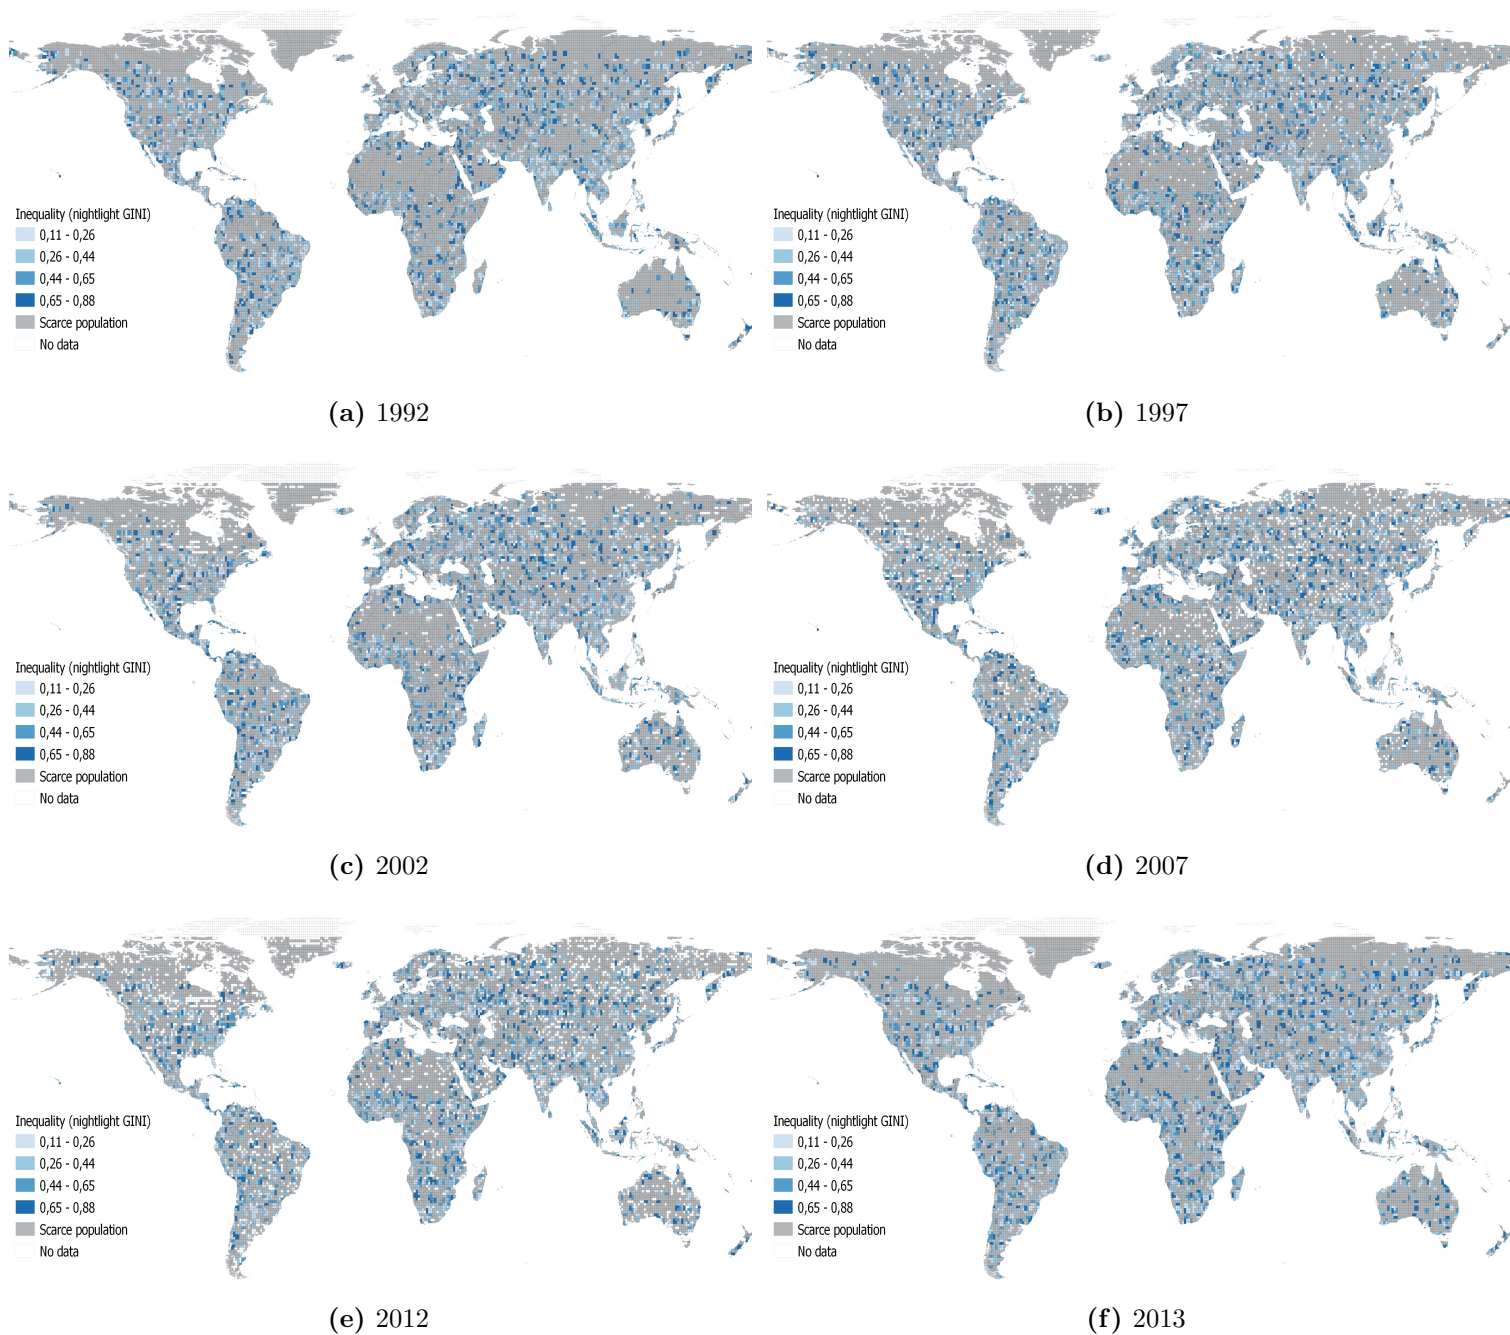 Inequality (nightlight GINI)
0,11 - 0,26
0,26 - 0,44
0,44 - 0,65
0,65 - 0,88
Scarce population
No data
(a) 1992
Inequality (nightlight GINI)
0,11 - 0,26
0,26 - 0,44
0,44 - 0,65
0,65 - 0,88
Scarce population
No data
(b) 1997
Inequality (nightlight GINI)
0,11 - 0,26
0,26 - 0,44
0,44 - 0,65
0,65 - 0,88
Scarce population
No data
(c) 2002
Inequality (nightlight GINI)
0,11 - 0,26
0,26 - 0,44
0,44 - 0,65
0,65 - 0,88
Scarce population
No data
(d) 2007
Inequality (nightlight GINI)
0,11 - 0,26
0,26 - 0,44
0,44 - 0,65
0,65 - 0,88
Scarce population
No data
(e) 2012
Inequality (nightlight GINI)
0,11 - 0,26
0,26 - 0,44
0,44 - 0,65
0,65 - 0,88
Scarce population
No data
(f) 2013